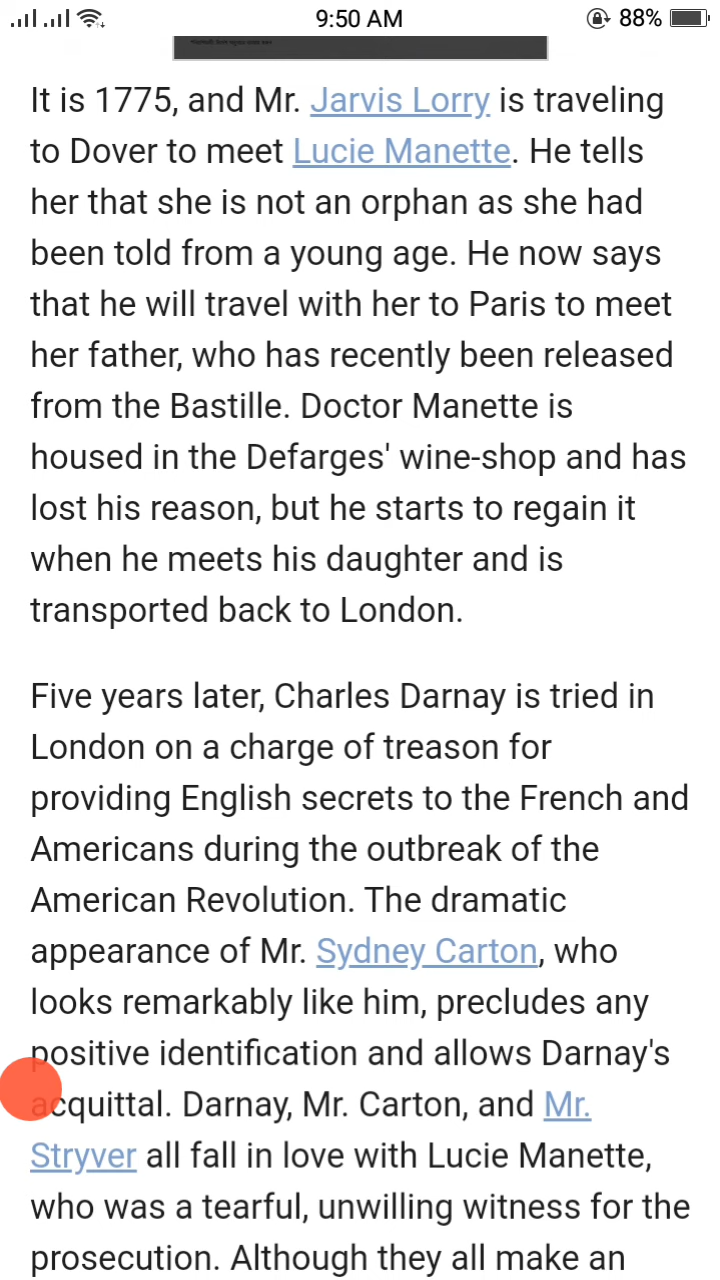 9:50 AM
88%
It is 1775, and Mr. Jarvis Lorry is traveling
to Dover to meet Lucie Manette. He tells
her that she is not an orphan as she had
been told from a young age. He now says
that he will travel with her to Paris to meet
her father, who has recently been released
from the Bastille. Doctor Manette is
housed in the Defarges' wine-shop and has
lost his reason, but he starts to regain it
when he meets his daughter and is
transported back to London.
Five years later, Charles Darnay is tried in
London on a charge of treason for
providing English secrets to the French and
Americans during the outbreak of the
American Revolution. The dramatic
appearance of Mr. Sydney Carton, who
looks remarkably like him, precludes any
positive identification and allows Darnay's
acquittal. Darnay, Mr. Carton, and Mr.
Stryver all fall in love with Lucie Manette,
who was a tearful, unwilling witness for the
prosecution. Although they all make an